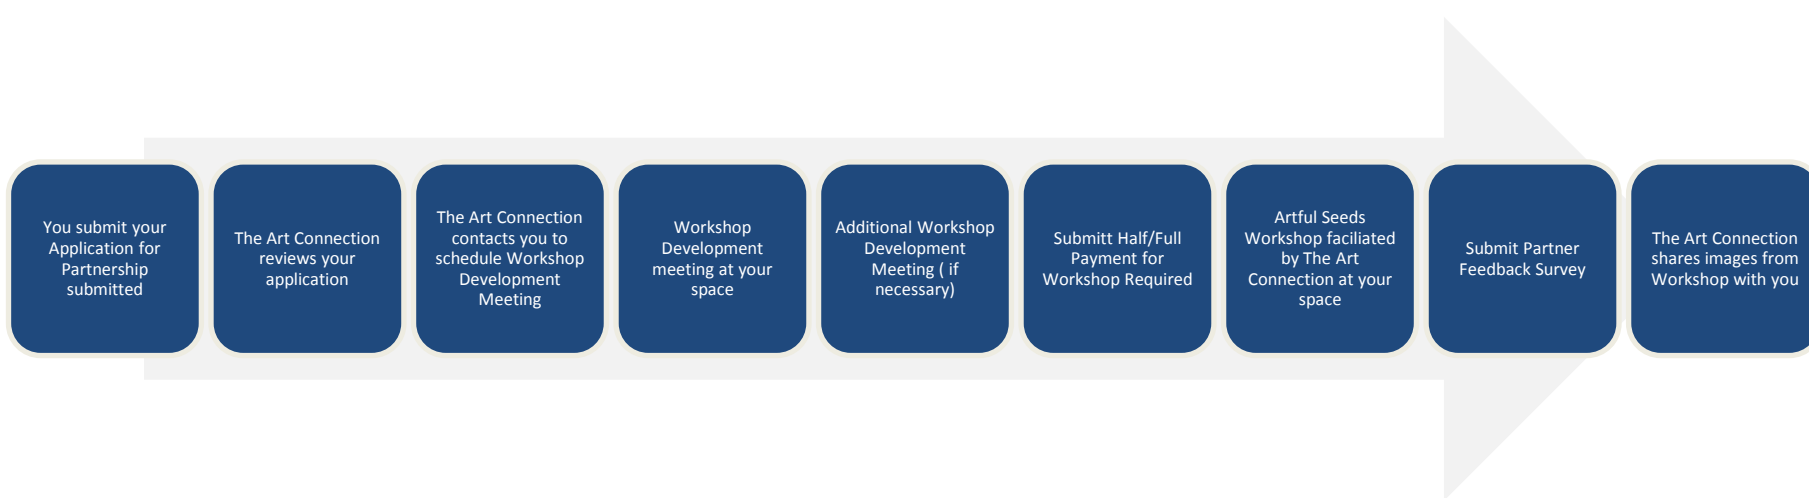 You submit your
Application for
Partnership
submitted
The Art Connection
reviews your
application
The Art Connection
contacts you to
schedule Workshop
Development
Meeting
Workshop
Development
meeting at your
space
Additional Workshop
Development
Meeting ( if
necessary)
Submitt Half/Full
Payment for
Workshop Required
Artful Seeds
Workshop faciliated
by The Art
Connection at your
space
Submit Partner
Feedback Survey
The Art Connection
shares images from
Workshop with you